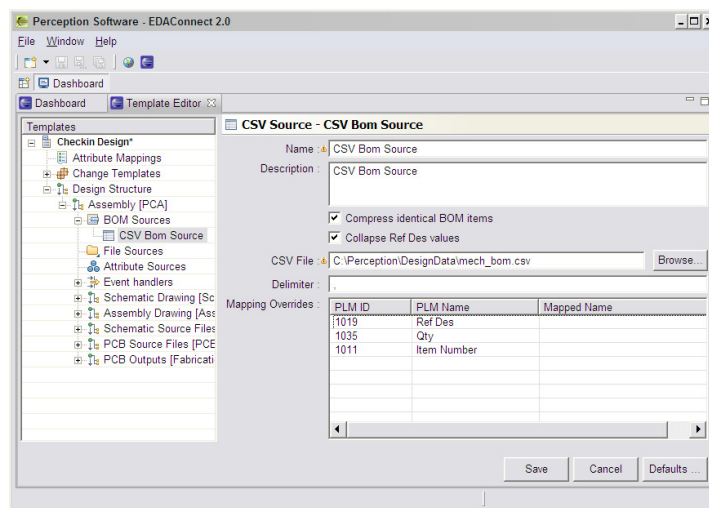 Perception Software - EDAConnect 2.0
File Window Help
Dashboard
Dashboard Template Editor
Templates
Checkin Design*
Attribute Mappings
Change Templates
Design Structure
Assembly [PCA]
BOM Sources
CSV Bom Source
File Sources
Attribute Sources
Event handlers
Schematic Drawing [Sc
Assembly Drawing [Ass
Schematic Source Files
PCB Source Files [PCE
PCB Outputs [Fabricati
CSV Source - CSV Bom Source
Name : CSV Bom Source
Description : CSV Bom Source
Compress identical BOM items
Collapse Ref Des values
CSV File : C:\Perception\DesignData\mech_bom.csv Browse...
Delimiter : ,
Mapping Overrides : PLM ID PLM Name Mapped Name
1019 Ref Des
1035 Qty
1011 Item Number
Save Cancel Defaults ...